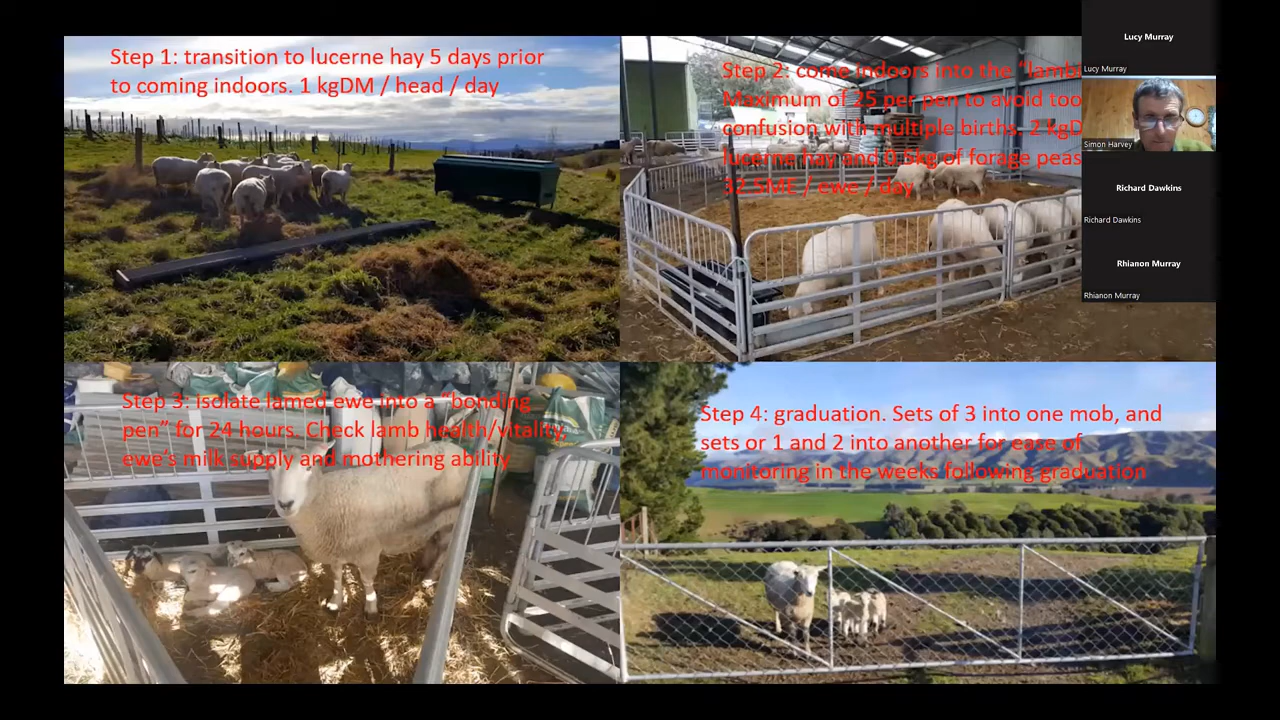 Step 1: transition to lucerne hay 5 days prior
to coming indoors. 1 kgDM / head / day
Step 2: come indoors into the "lamb
Maximum of 25 per pen to avoid too
confusion with multiple births. 2 kgD
lucerne hay and 0.5kg of forage peas
32.5ME / ewe / day
Lucy Murray
Lucy Murray
Simon Harvey
Richard Dawkins
Richard Dawkins
Rhianon Murray
Rhianon Murray
Step 3: isolate lamed ewe into a "bonding
pen" for 24 hours. Check lamb health/vitality,
ewe's milk supply and mothering ability
Step 4: graduation. Sets of 3 into one mob, and
sets or 1 and 2 into another for ease of
monitoring in the weeks following graduation